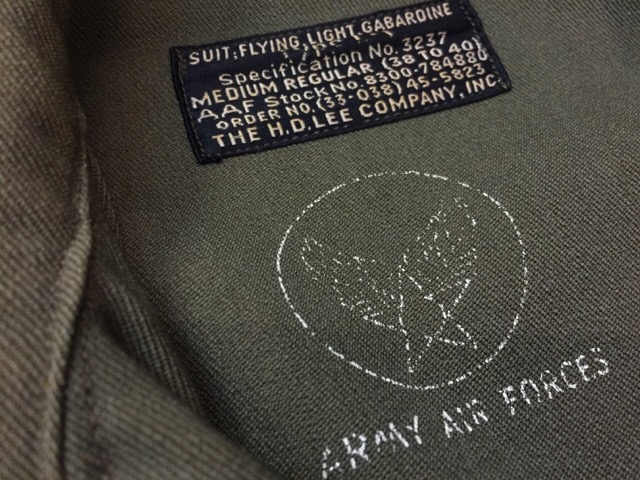 SUIT, FLYING, LIGHT, GABARDINE
Specification No. 3237
MEDIUM REGULAR (38 TO 40)
AAF Stock No. 8300-784880
ORDER NO. (33-038) 45-5823
THE H.D. LEE COMPANY, INC.
ARMY AIR FORCES